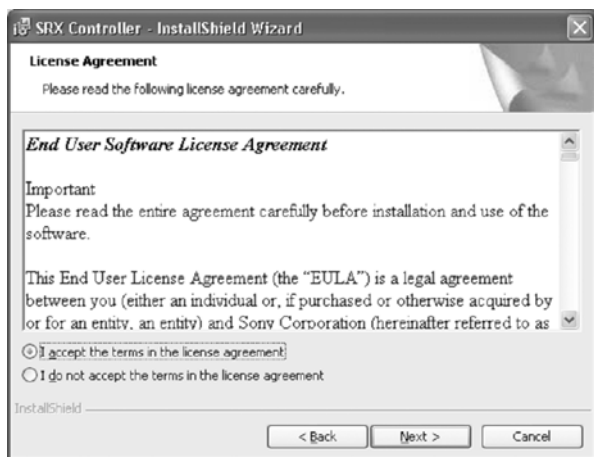 SRX Controller - InstallShield Wizard
License Agreement
Please read the following license agreement carefully.
End User Software License Agreement
Important
Please read the entire agreement carefully before installation and use of the
software.
This End User License Agreement (the “EULA”) is a legal agreement
between you (either an individual or, if purchased or otherwise acquired by
or for an entity, an entity) and Sony Corporation (hereinafter referred to as
I accept the terms in the license agreement
I do not accept the terms in the license agreement
InstallShield
< Back Next > Cancel